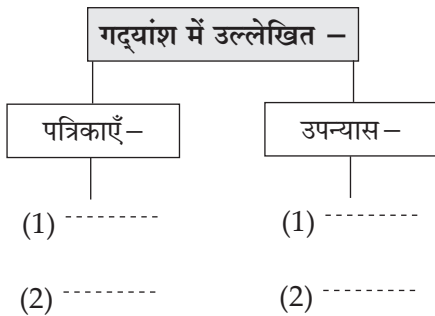 गद्‌यांश में उल्लेखित –
पत्रिकाएँ– उपन्यास–
(1) --------- (1) ---------
(2) --------- (2) ---------